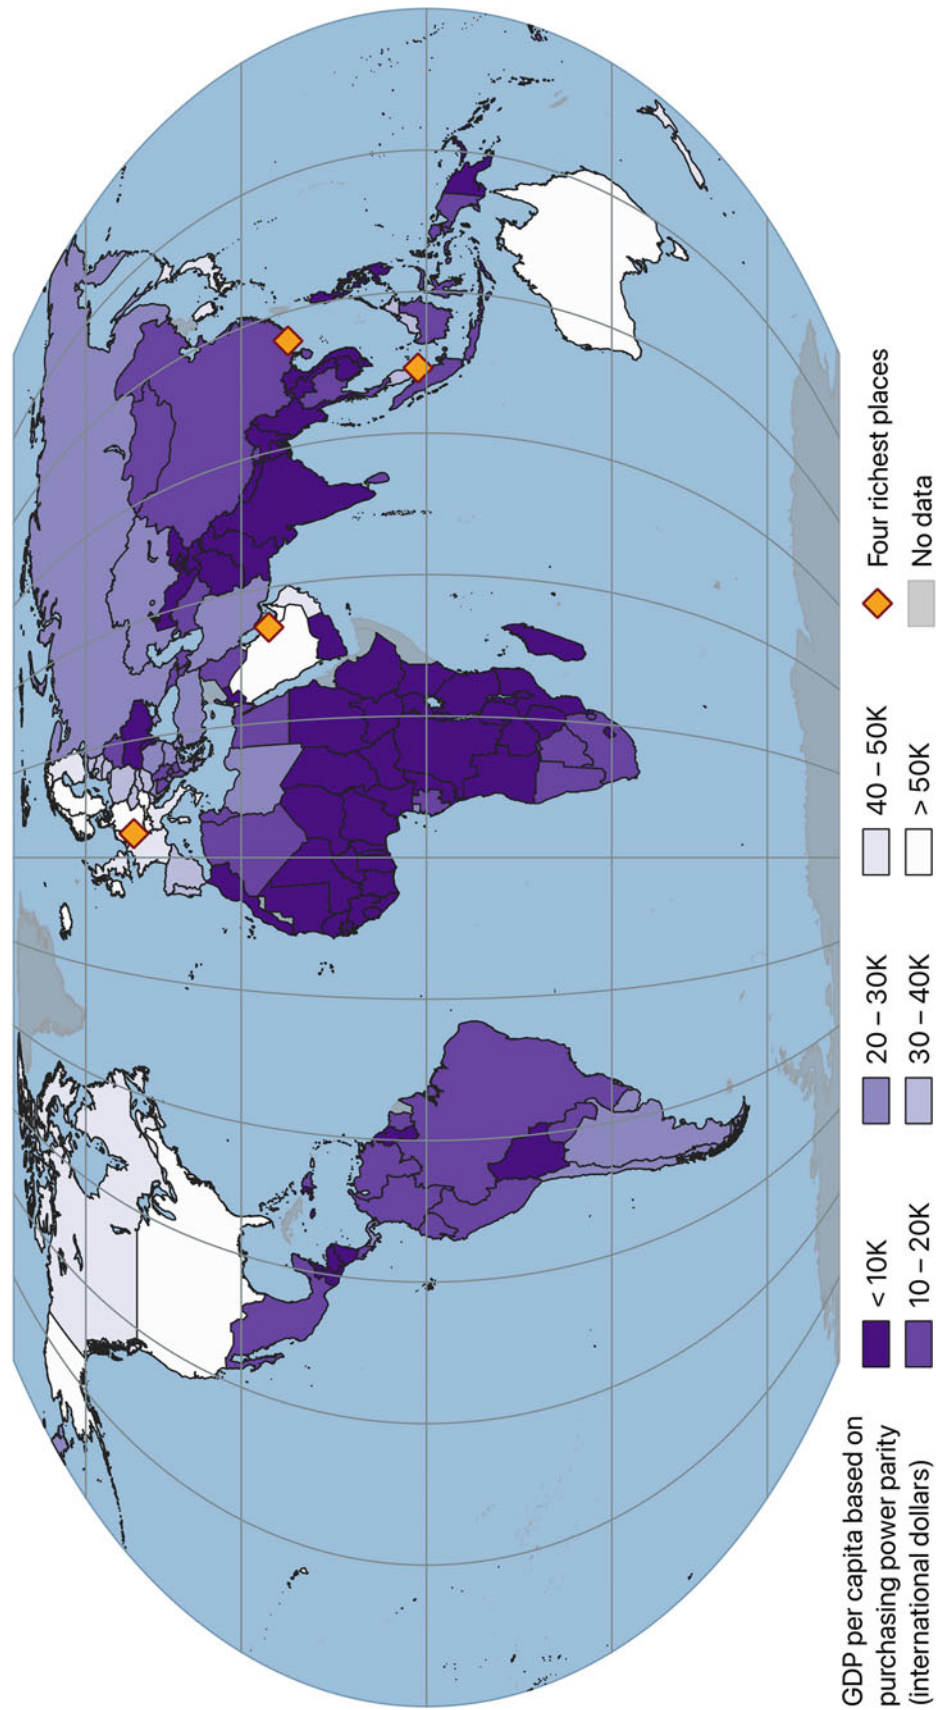 GDP per capita based on
purchasing power parity
(international dollars)
< 10K
10 – 20K
20 – 30K
30 – 40K
40 – 50K
> 50K
Four richest places
No data